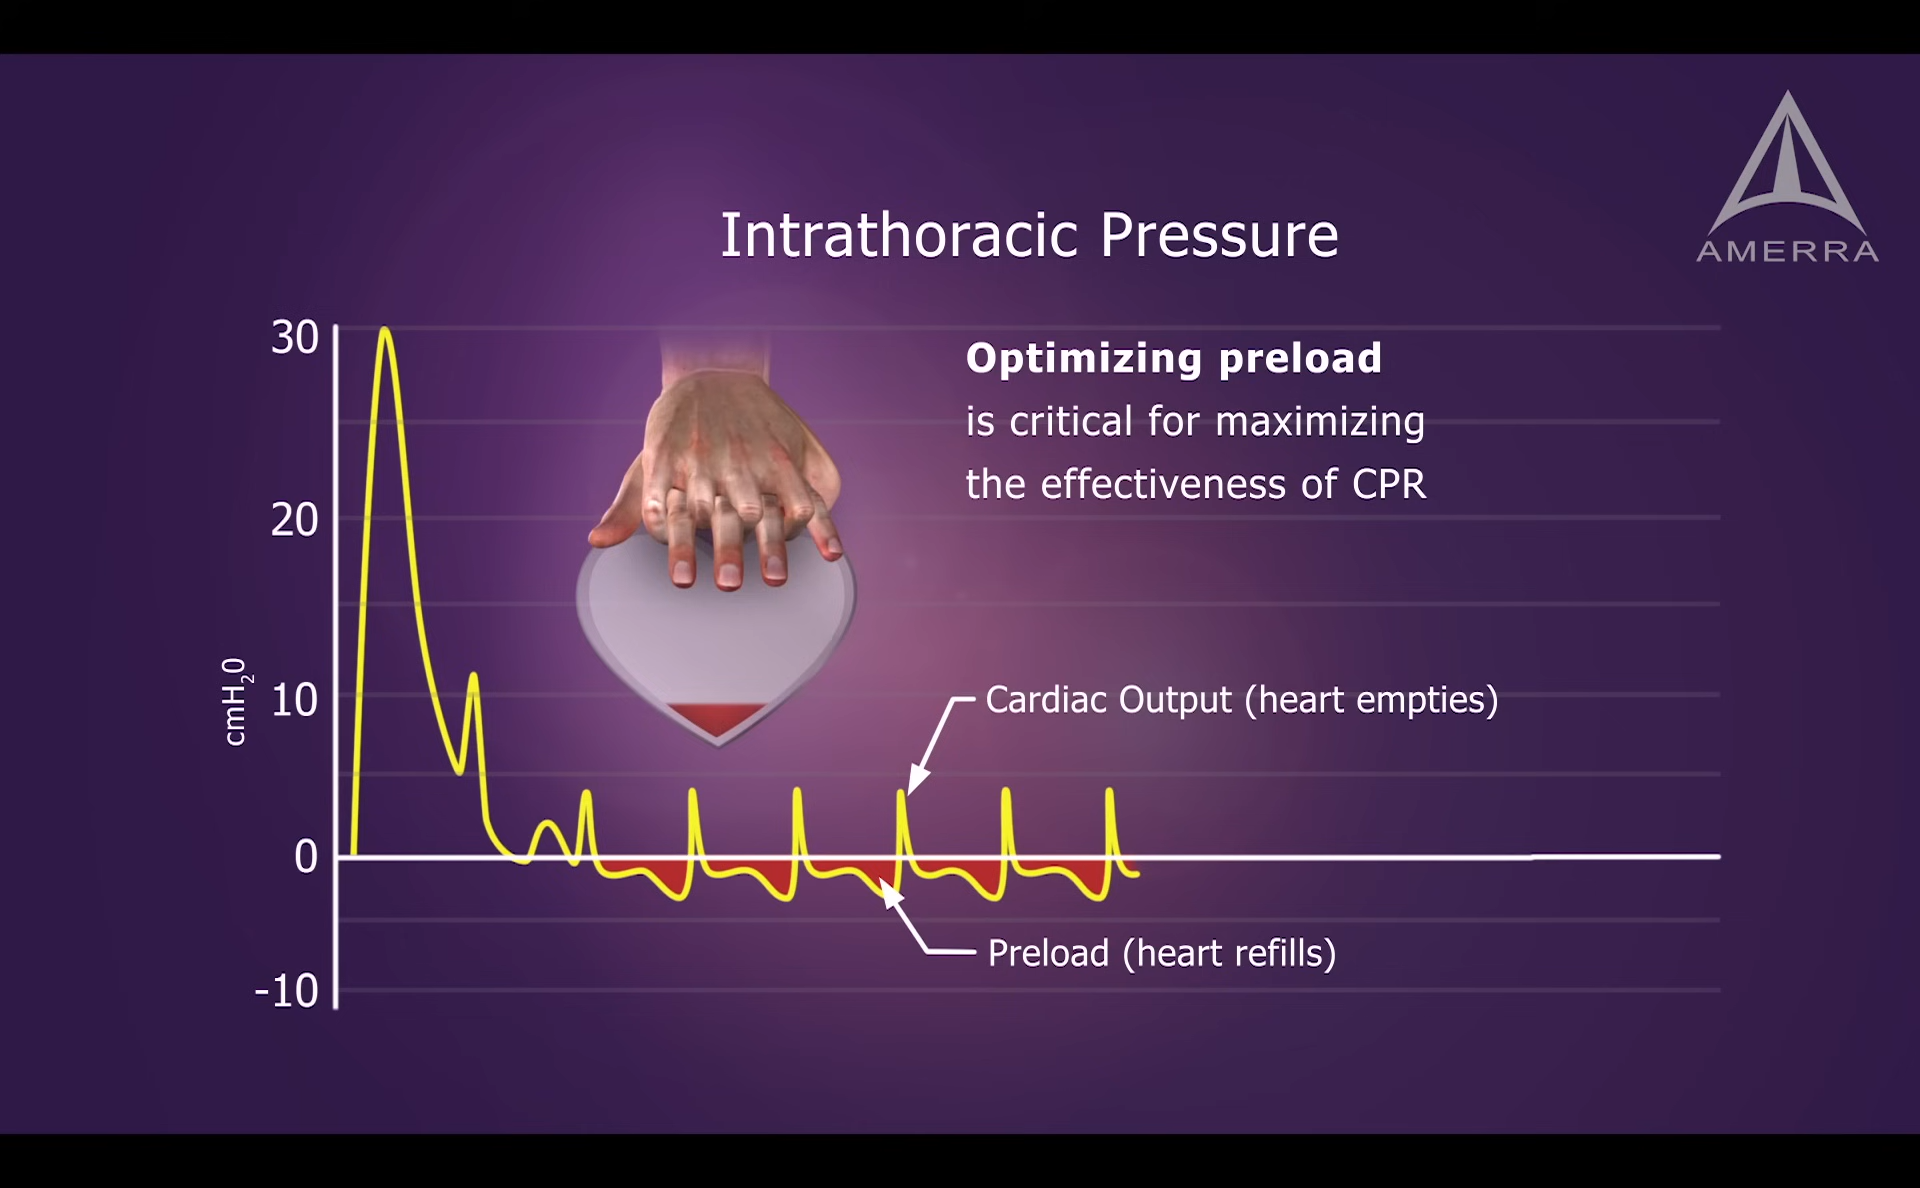 AMERRA
Intrathoracic Pressure
30
20
10
0
-10
cmH₂0
Optimizing preload
is critical for maximizing
the effectiveness of CPR
Cardiac Output (heart empties)
Preload (heart refills)